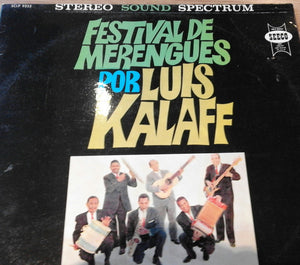 STEREO SOUND SPECTRUM
FESTIVAL DE
MERENGUES
POR LUIS
KALAFF
SEECO